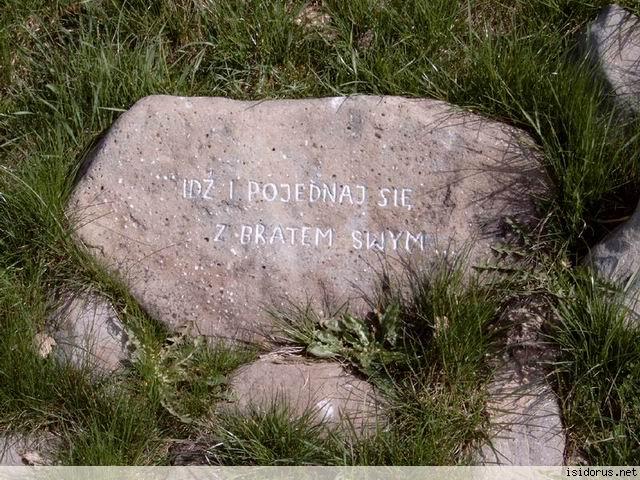 ...IDŹ I POJEDNAJ SIĘ
Z BRATEM SWYM...
isidorus.net